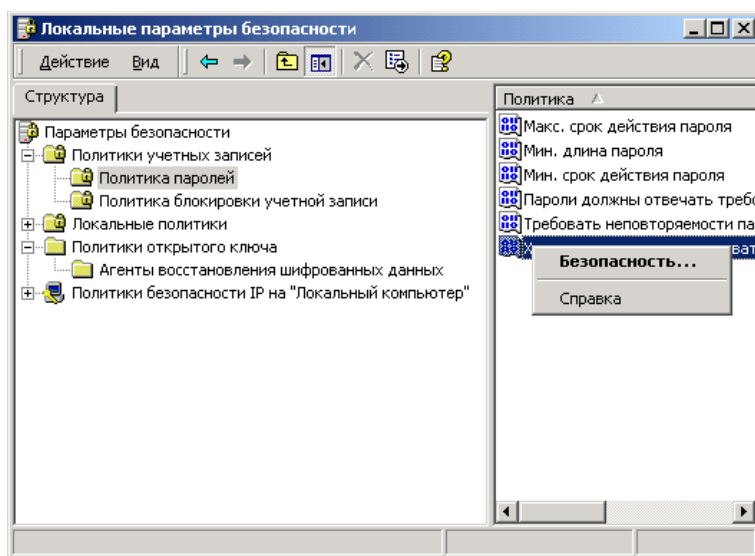 Локальные параметры безопасности
Действие Вид
Структура
Параметры безопасности
Политики учетных записей
Политика паролей
Политика блокировки учетной записи
Локальные политики
Политики открытого ключа
Агенты восстановления шифрованных данных
Политики безопасности IP на "Локальный компьютер"
Политика
Макс. срок действия пароля
Мин. длина пароля
Мин. срок действия пароля
Пароли должны отвечать
Требовать неповторяемости
Безопасность...
Справка